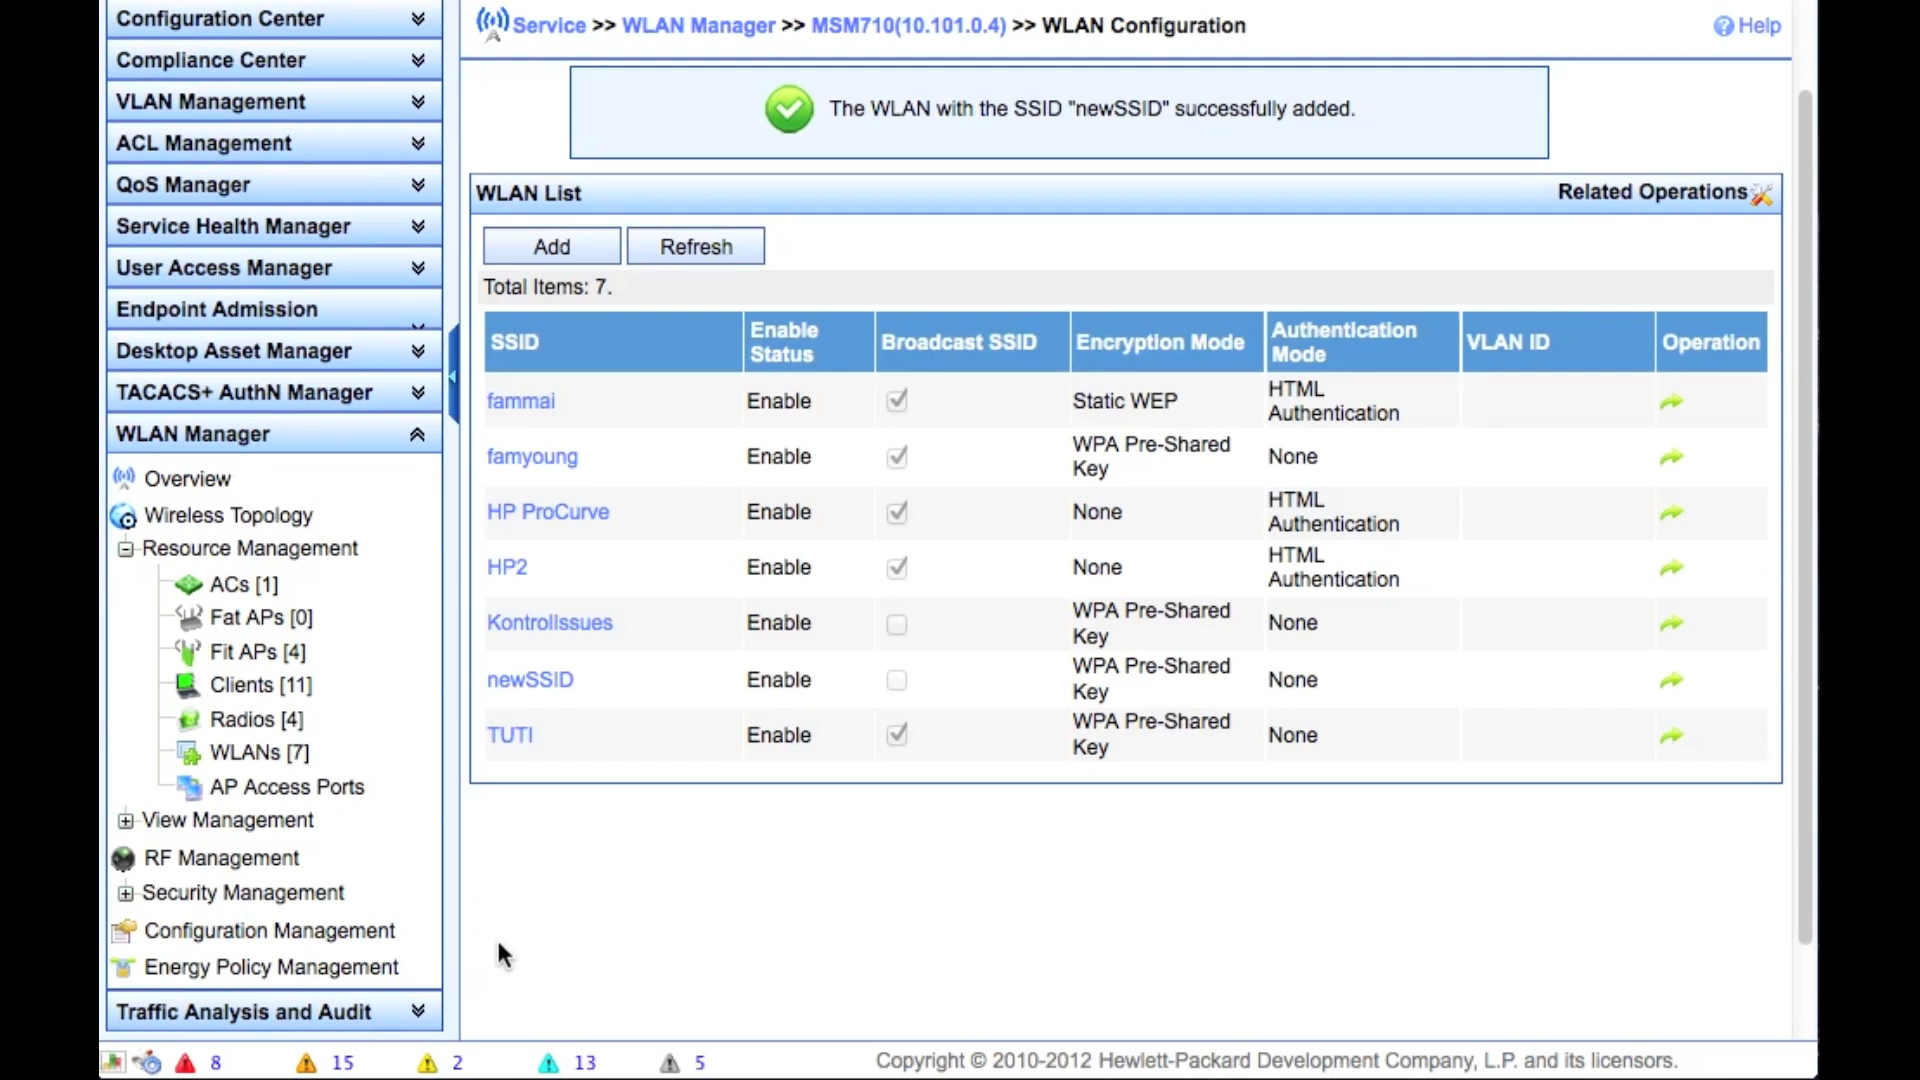 Configuration Center
Compliance Center
VLAN Management
ACL Management
QoS Manager
Service Health Manager
User Access Manager
Endpoint Admission
Desktop Asset Manager
TACACS+ AuthN Manager
WLAN Manager
Overview
Wireless Topology
Resource Management
ACs [1]
Fat APs [0]
Fit APs [4]
Clients [11]
Radios [4]
WLANs [7]
AP Access Ports
View Management
RF Management
Security Management
Configuration Management
Energy Policy Management
Traffic Analysis and Audit
Service >> WLAN Manager >> MSM710(10.101.0.4) >> WLAN Configuration
Help
The WLAN with the SSID "newSSID" successfully added.
WLAN List
Related Operations
Add Refresh
Total Items: 7.
SSID Enable Status Broadcast SSID Encryption Mode Authentication Mode VLAN ID Operation
fammai Enable Static WEP HTML Authentication
famyoung Enable WPA Pre-Shared Key None
HP ProCurve Enable None HTML Authentication
HP2 Enable None HTML Authentication
KontrolIssues Enable WPA Pre-Shared Key None
newSSID Enable WPA Pre-Shared Key None
TUTI Enable WPA Pre-Shared Key None
8 15 2 13 5
Copyright © 2010-2012 Hewlett-Packard Development Company, L.P. and its licensors.